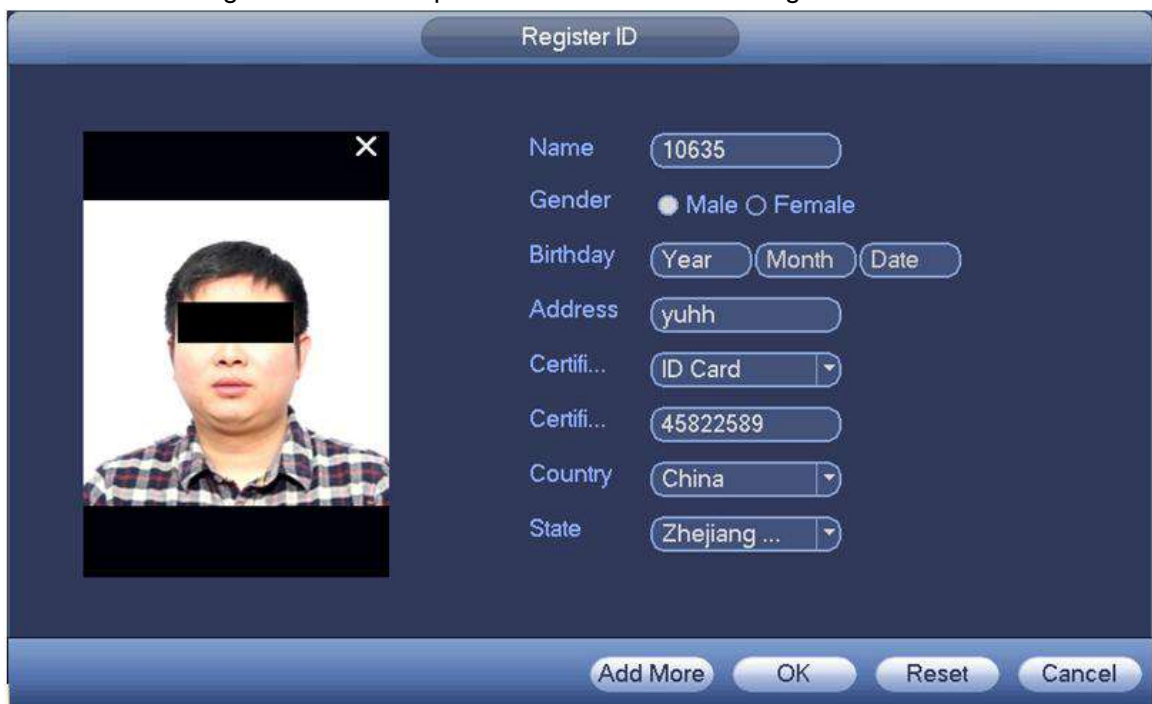 Register ID
Name 10635
Gender Male Female
Birthday Year Month Date
Address yuhh
Certifi... ID Card
Certifi... 45822589
Country China
State Zhejiang ...
Add More OK Reset Cancel